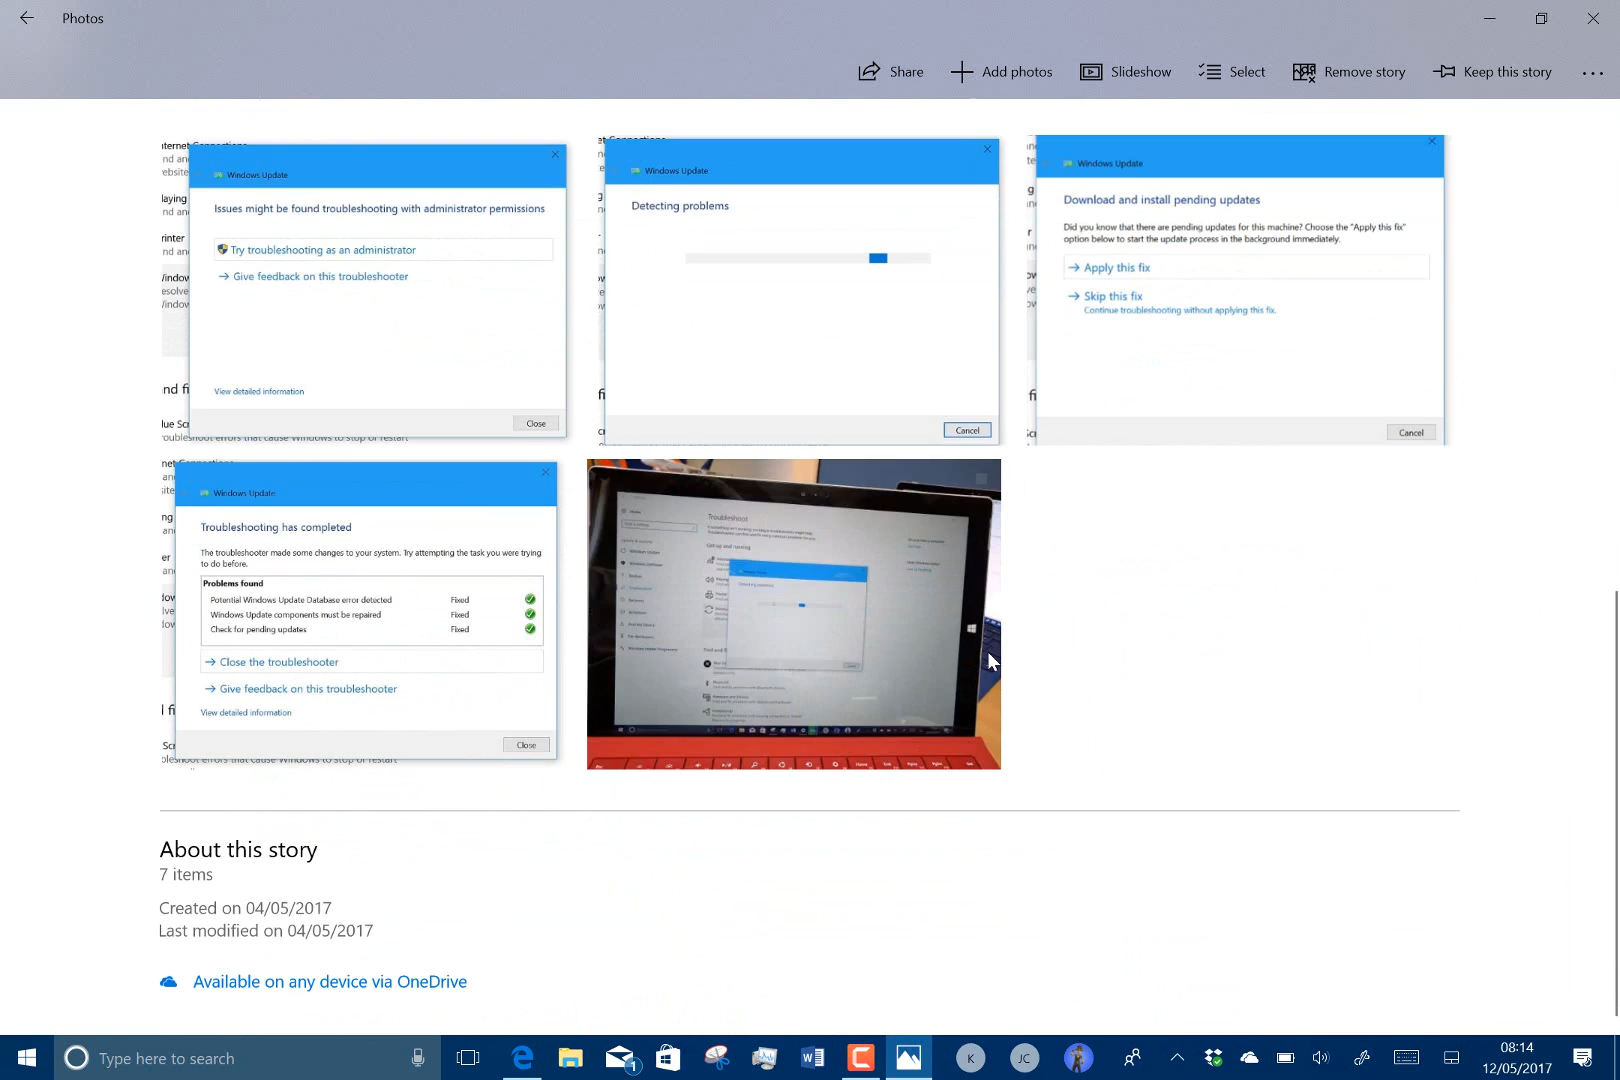 Photos
Share
Add photos
Slideshow
Select
Remove story
Keep this story
Windows Update
Issues might be found troubleshooting with administrator permissions
Try troubleshooting as an administrator
Give feedback on this troubleshooter
View detailed information
Close
Windows Update
Detecting problems
Cancel
Windows Update
Download and install pending updates
Did you know that there are pending updates for this machine? Choose the "Apply this fix"
option below to start the update process in the background immediately.
Apply this fix
Skip this fix
Continue troubleshooting without applying this fix.
Cancel
Windows Update
Troubleshooting has completed
The troubleshooter made some changes to your system. Try attempting the task you were trying
to do before.
Problems found
Potential Windows Update Database error detected Fixed
Windows Update components must be repaired Fixed
Check for pending updates Fixed
Close the troubleshooter
Give feedback on this troubleshooter
View detailed information
Close
Troubleshoot
Get up and running
About this story
7 items
Created on 04/05/2017
Last modified on 04/05/2017
Available on any device via OneDrive
Type here to search
1
K
JC
08:14
12/05/2017